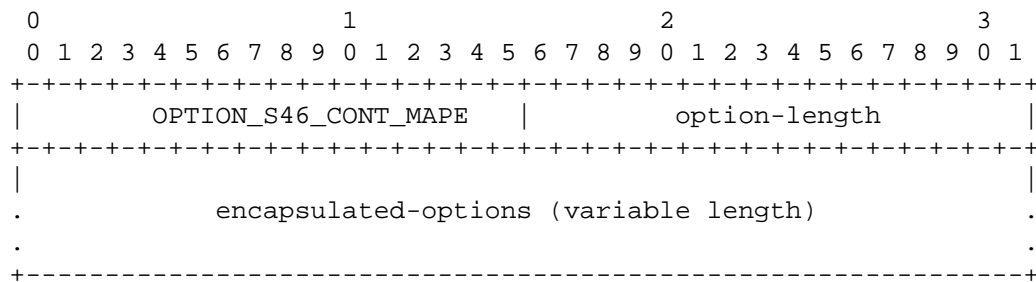 0                   1                   2                   3
 0 1 2 3 4 5 6 7 8 9 0 1 2 3 4 5 6 7 8 9 0 1 2 3 4 5 6 7 8 9 0 1
+-+-+-+-+-+-+-+-+-+-+-+-+-+-+-+-+-+-+-+-+-+-+-+-+-+-+-+-+-+-+-+-+
|        OPTION_S46_CONT_MAPE   |         option-length         |
+-+-+-+-+-+-+-+-+-+-+-+-+-+-+-+-+-+-+-+-+-+-+-+-+-+-+-+-+-+-+-+-+
|                                                               |
.            encapsulated-options (variable length)             .
.                                                               .
+---------------------------------------------------------------+